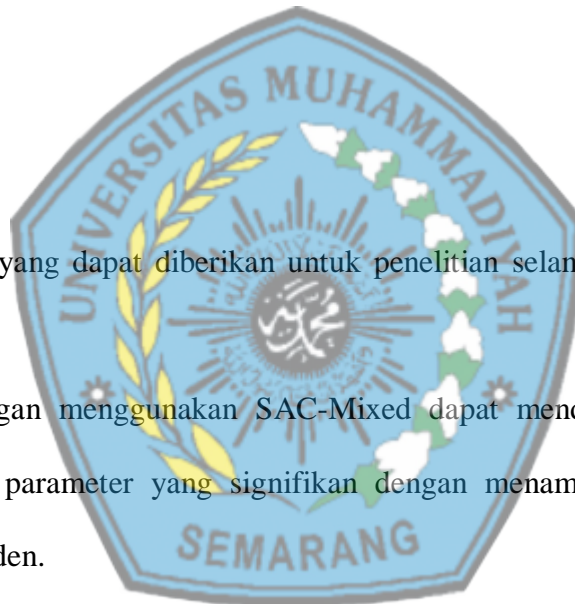 UNIVERSITAS MUHAMMADIYAH
yang dapat diberikan untuk penelitian selan
gan menggunakan SAC-Mixed dapat menc
parameter yang signifikan dengan menam
den.
SEMARANG